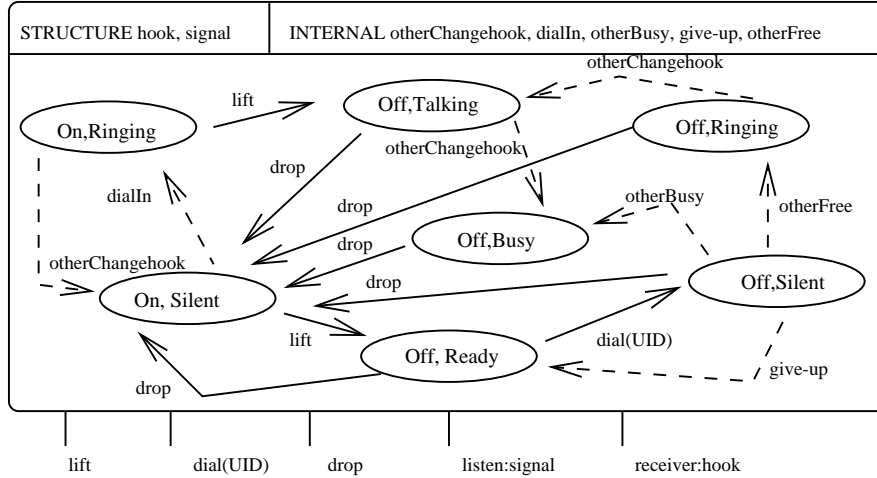 STRUCTURE hook, signal
INTERNAL otherChangehook, dialIn, otherBusy, give-up, otherFree
otherChangehook
lift
Off,Talking
On,Ringing
Off,Ringing
otherChangehook
drop
dialIn
drop
otherBusy
otherFree
drop
Off,Busy
otherChangehook
drop
Off,Silent
On, Silent
lift
dial(UID)
Off, Ready
give-up
drop
lift
dial(UID)
drop
listen:signal
receiver:hook